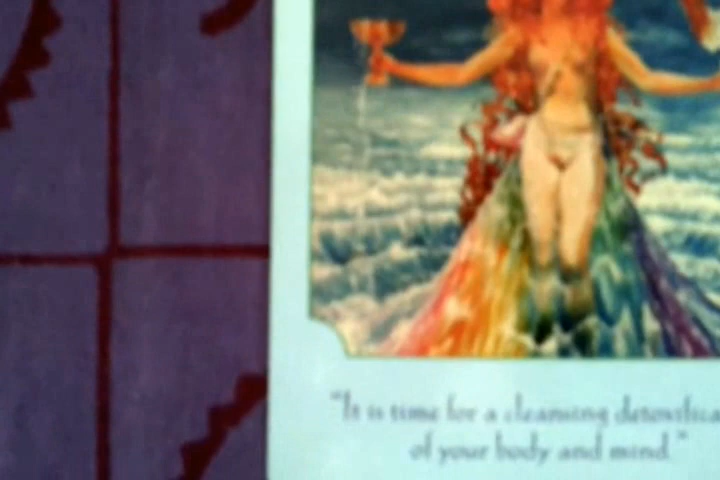 "It is time for a cleansing detoxifica
of your body and mind."